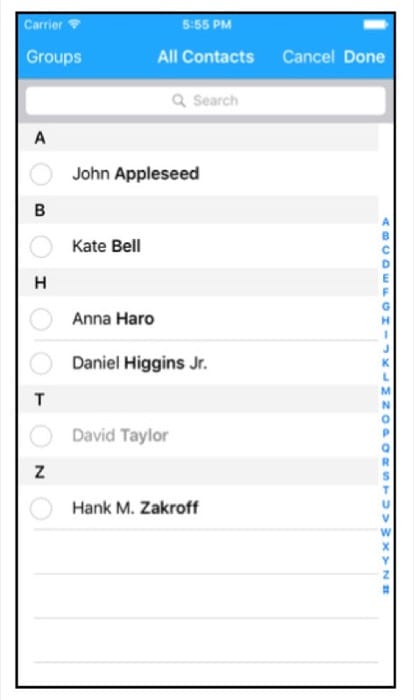 Carrier 5:55 PM
Groups All Contacts Cancel Done
Search
A
John Appleseed
B
Kate Bell
H
Anna Haro
Daniel Higgins Jr.
T
David Taylor
Z
Hank M. Zakroff
A
B
C
D
E
F
G
H
I
J
K
L
M
N
O
P
Q
R
S
T
U
V
W
X
Y
Z
#